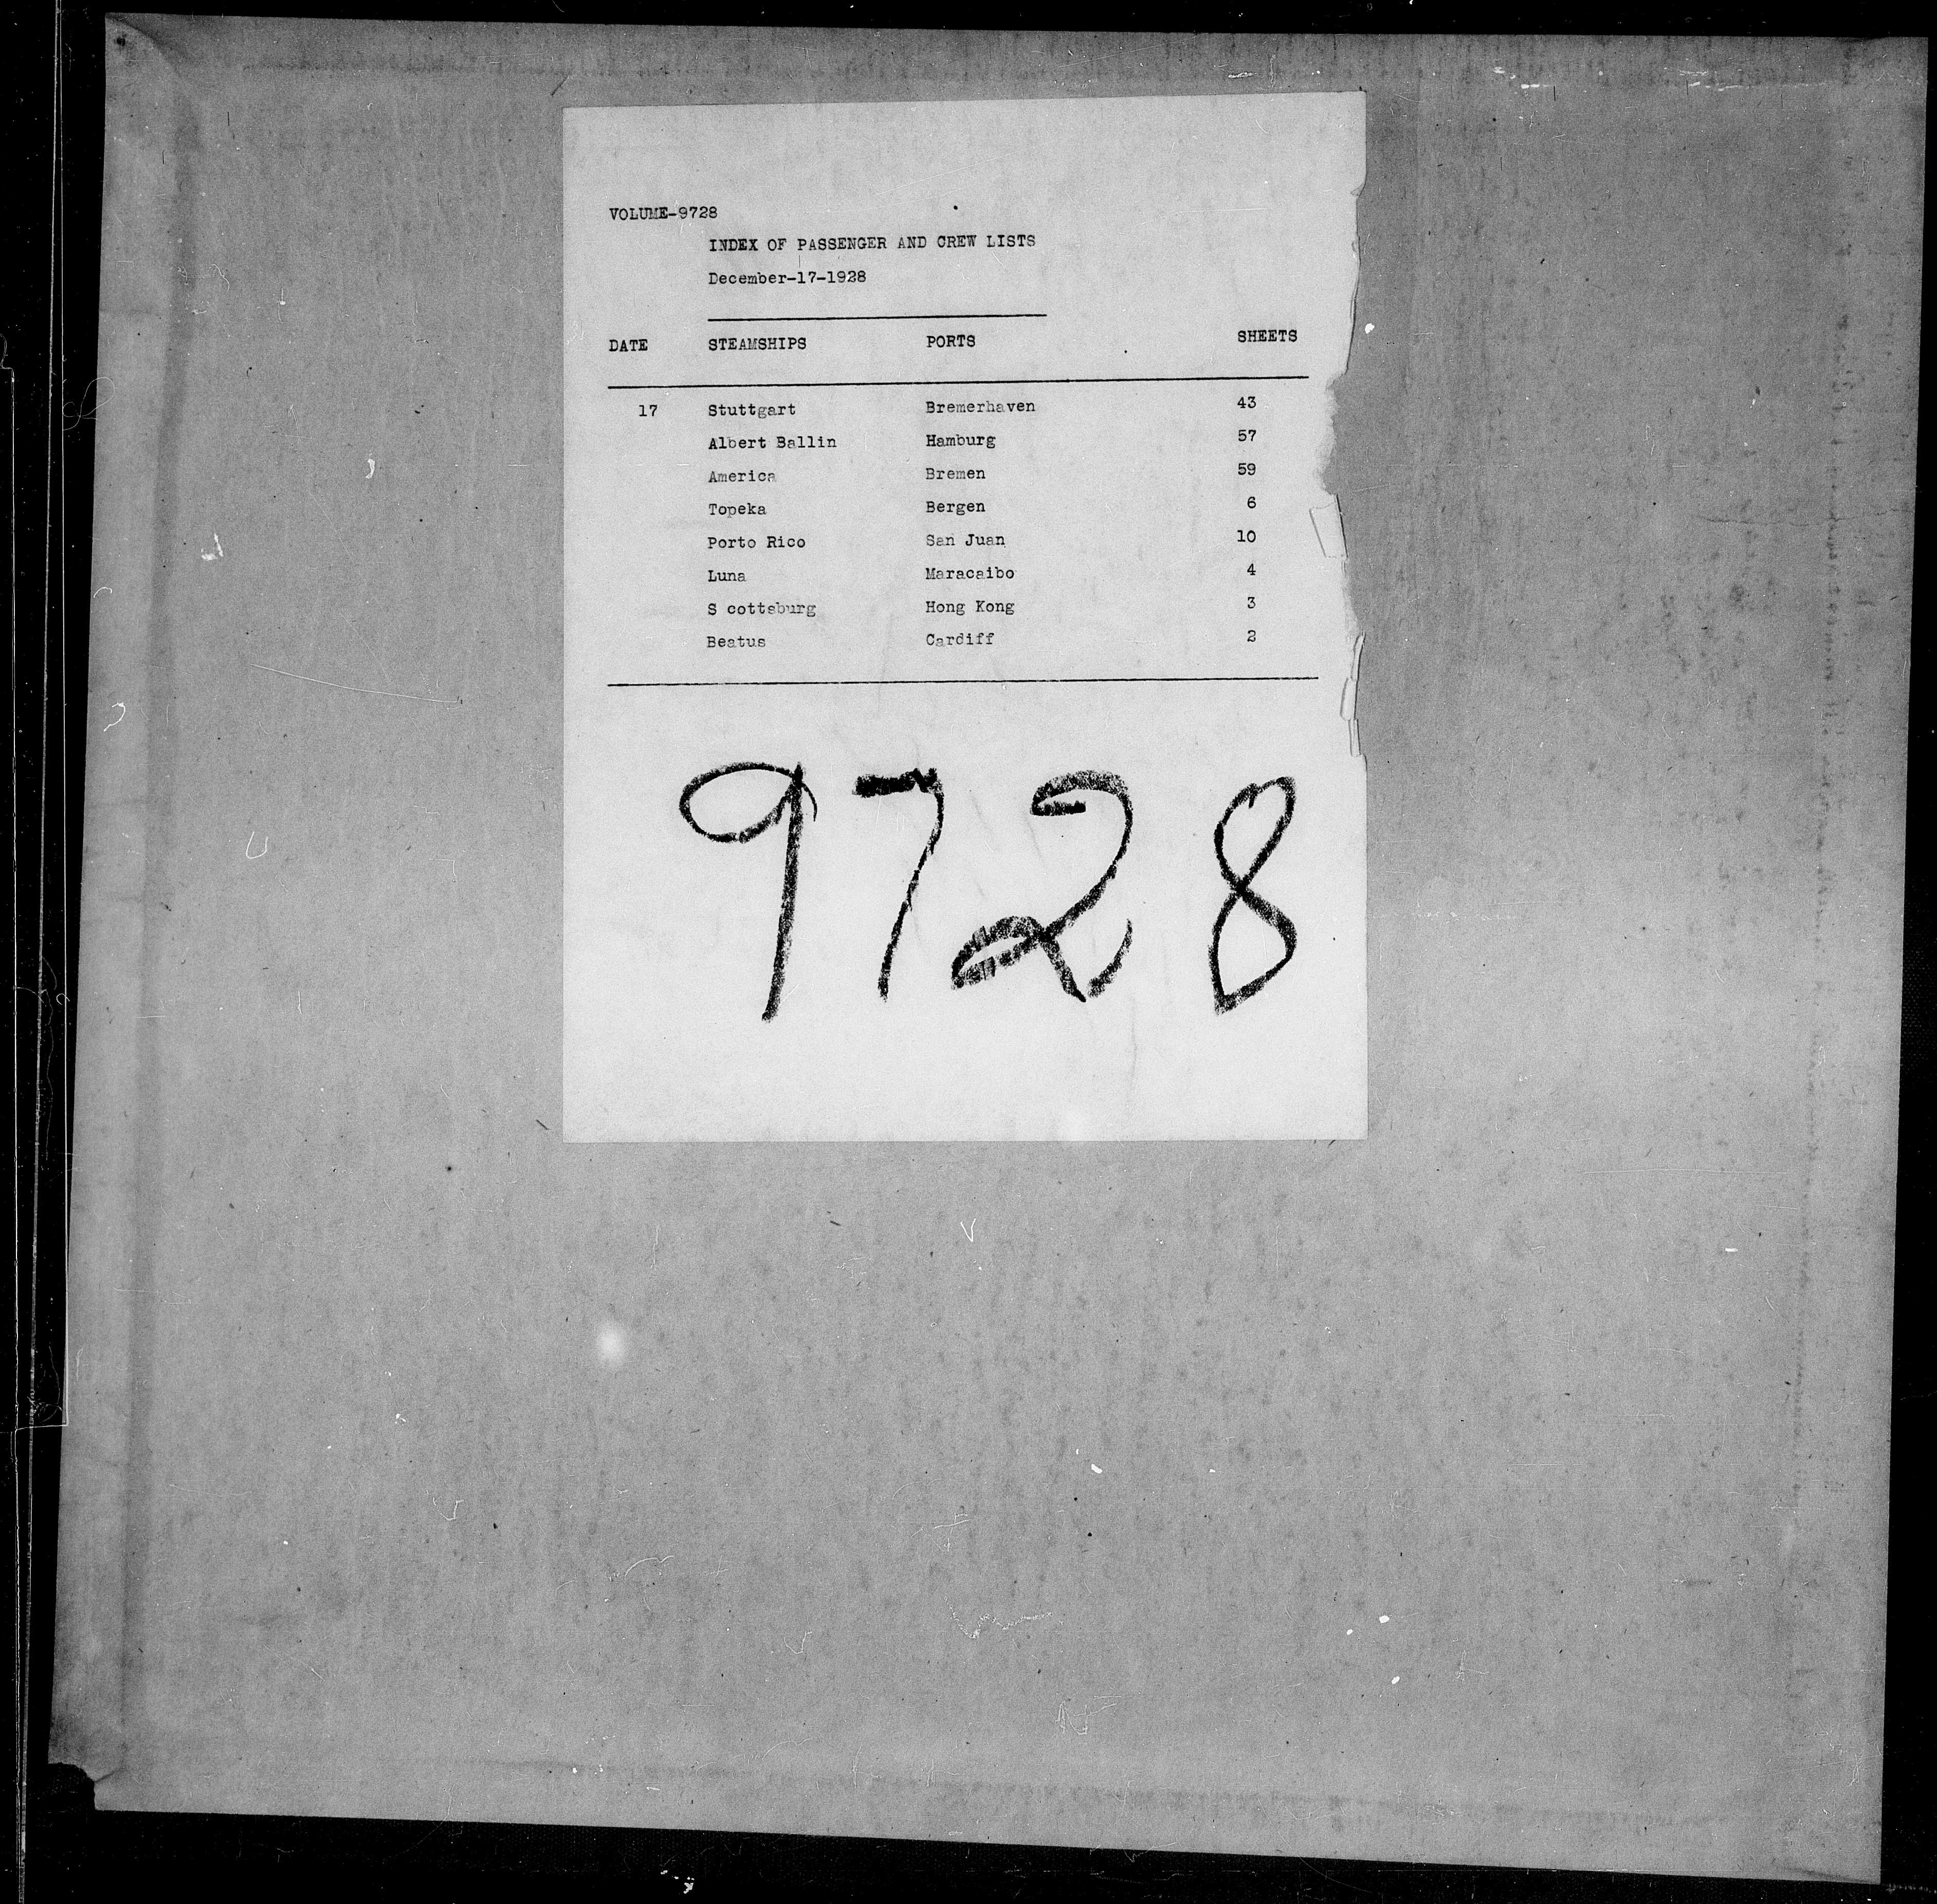 VOLUME-9728
INDEX OF PASSENGER AND CREW LISTS
December-17-1928
DATE STEAMSHIPS PORTS SHEETS
17 Stuttgart Bremerhaven 43
Albert Ballin Hamburg 57
America Bremen 59
Topeka Bergen 6
Porto Rico San Juan 10
Luna Maracaibo 4
S cottsburg Hong Kong 3
Beatus Cardiff 2
9728